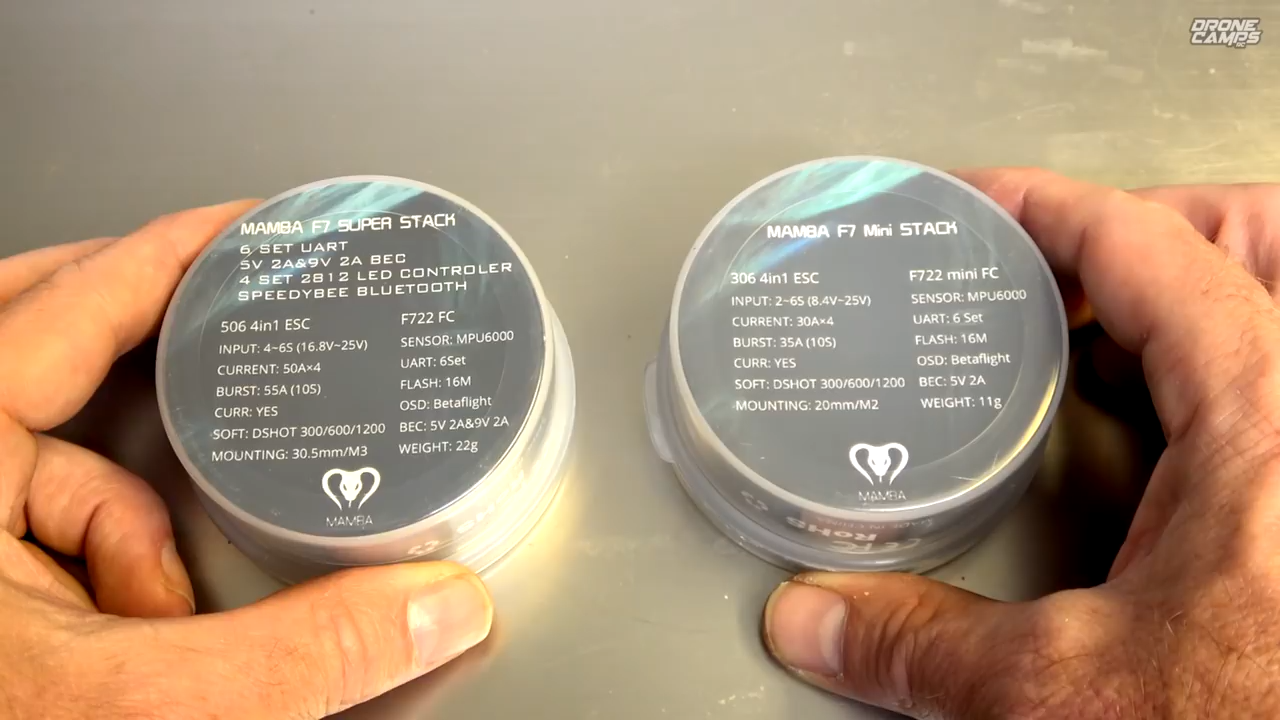 DRONE
CAMPS
RC
MAMBA F7 SUPER STACK
6 SET UART
5V 2A&9V 2A BEC
4 SET 2812 LED CONTROLER
SPEEDYBEE BLUETOOTH
506 4in1 ESC
INPUT: 4~6S (16.8V~25V)
CURRENT: 50A×4
BURST: 55A (10S)
CURR: YES
SOFT: DSHOT 300/600/1200
MOUNTING: 30.5mm/M3
F722 FC
SENSOR: MPU6000
UART: 6Set
FLASH: 16M
OSD: Betaflight
BEC: 5V 2A&9V 2A
WEIGHT: 22g
MAMBA
MAMBA F7 Mini STACK
306 4in1 ESC
INPUT: 2~6S (8.4V~25V)
CURRENT: 30A×4
BURST: 35A (10S)
CURR: YES
SOFT: DSHOT 300/600/1200
MOUNTING: 20mm/M2
F722 mini FC
SENSOR: MPU6000
UART: 6 Set
FLASH: 16M
OSD: Betaflight
BEC: 5V 2A
WEIGHT: 11g
MAMBA
RoHS
FC